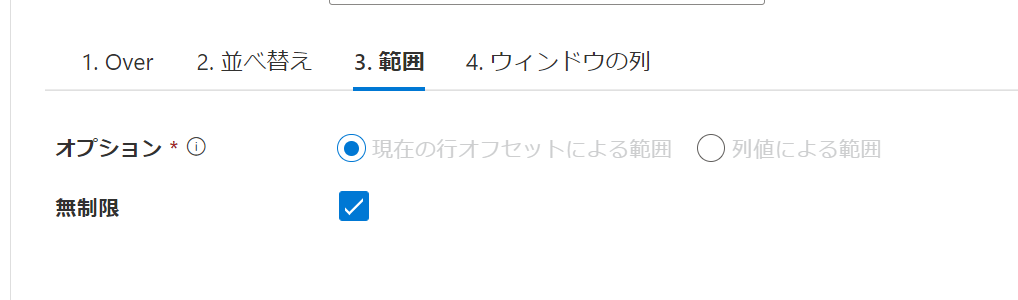 1. Over 2. 並べ替え 3. 範囲 4. ウィンドウの列
オプション * ⓘ 現在の行オフセットによる範囲 列値による範囲
無制限